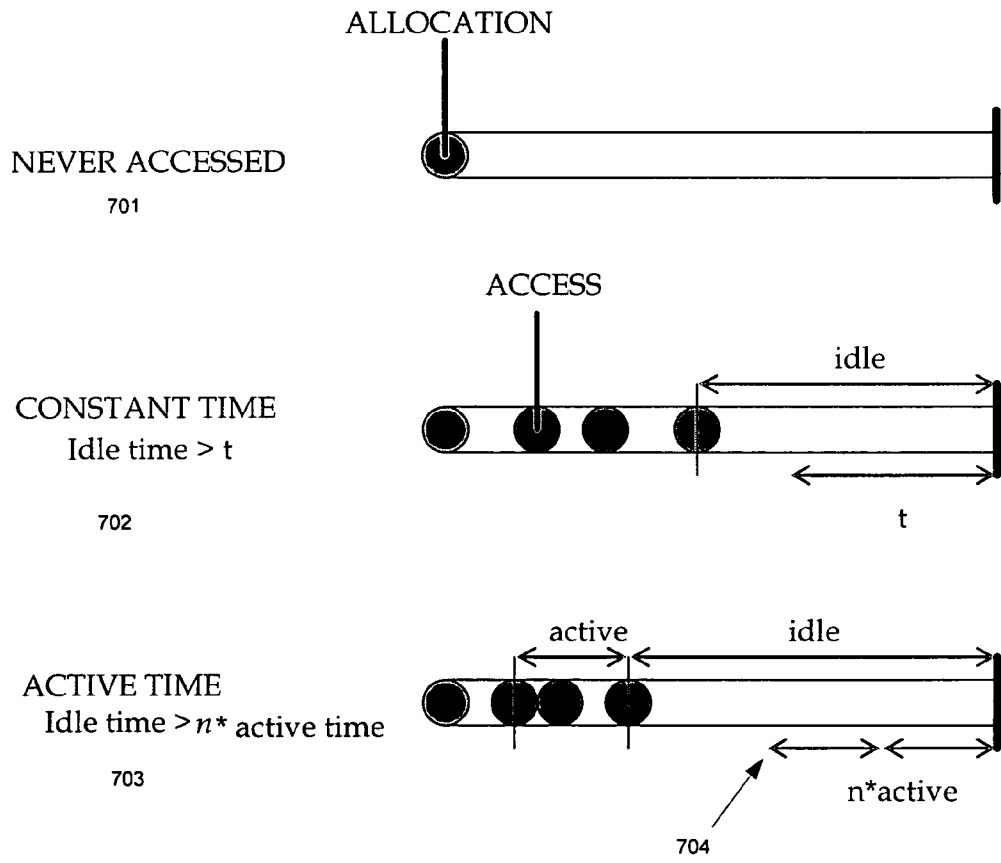 ALLOCATION
NEVER ACCESSED
701
ACCESS
idle
CONSTANT TIME
Idle time > t
702
t
active
idle
ACTIVE TIME
Idle time > n* active time
703
n*active
704